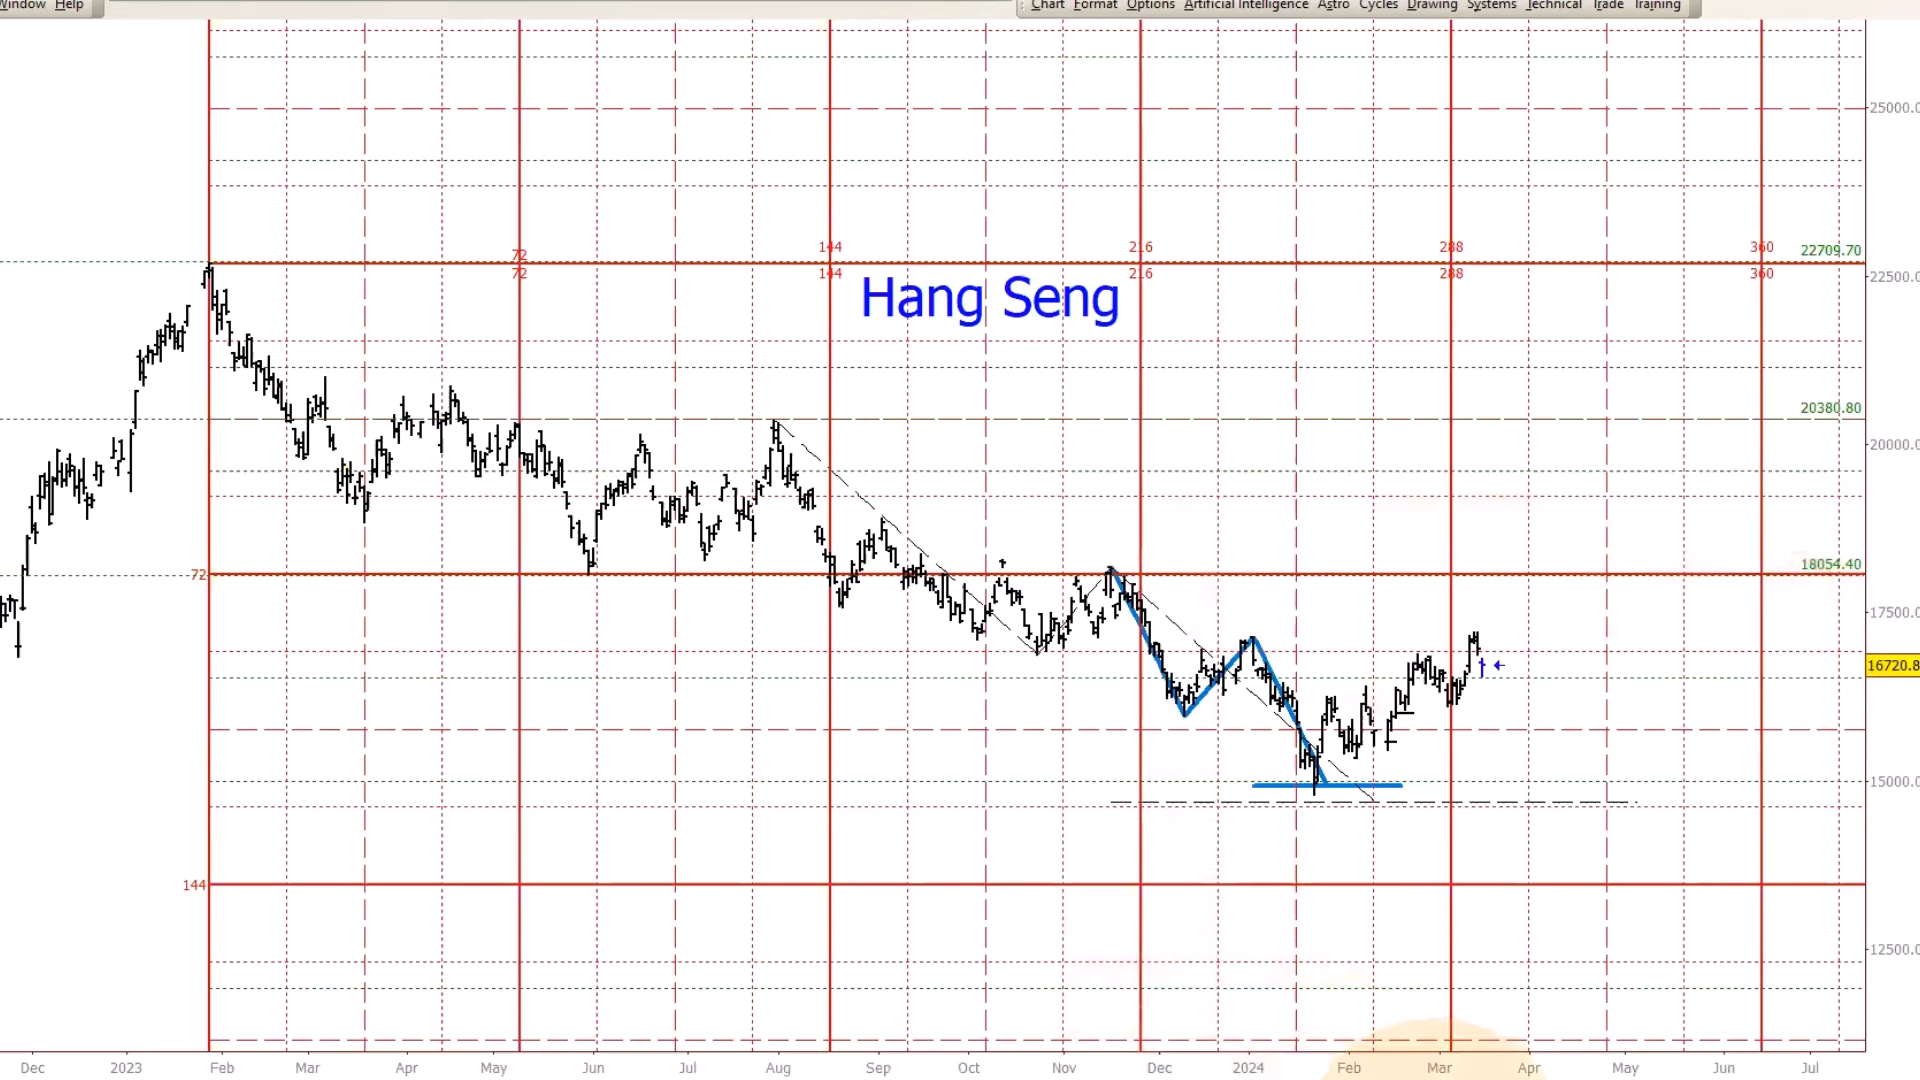 Window Help
Chart Format Options Artificial Intelligence Astro Cycles Drawing Systems Technical Trade Training
25000.0
72 144 216 288 360 22709.70
72 144 216 288 360
22500.0
Hang Seng
20380.80
20000.0
18054.40
72
17500.0
16720.8
15000.0
144
12500.0
Dec 2023 Feb Mar Apr May Jun Jul Aug Sep Oct Nov Dec 2024 Feb Mar Apr May Jun Jul